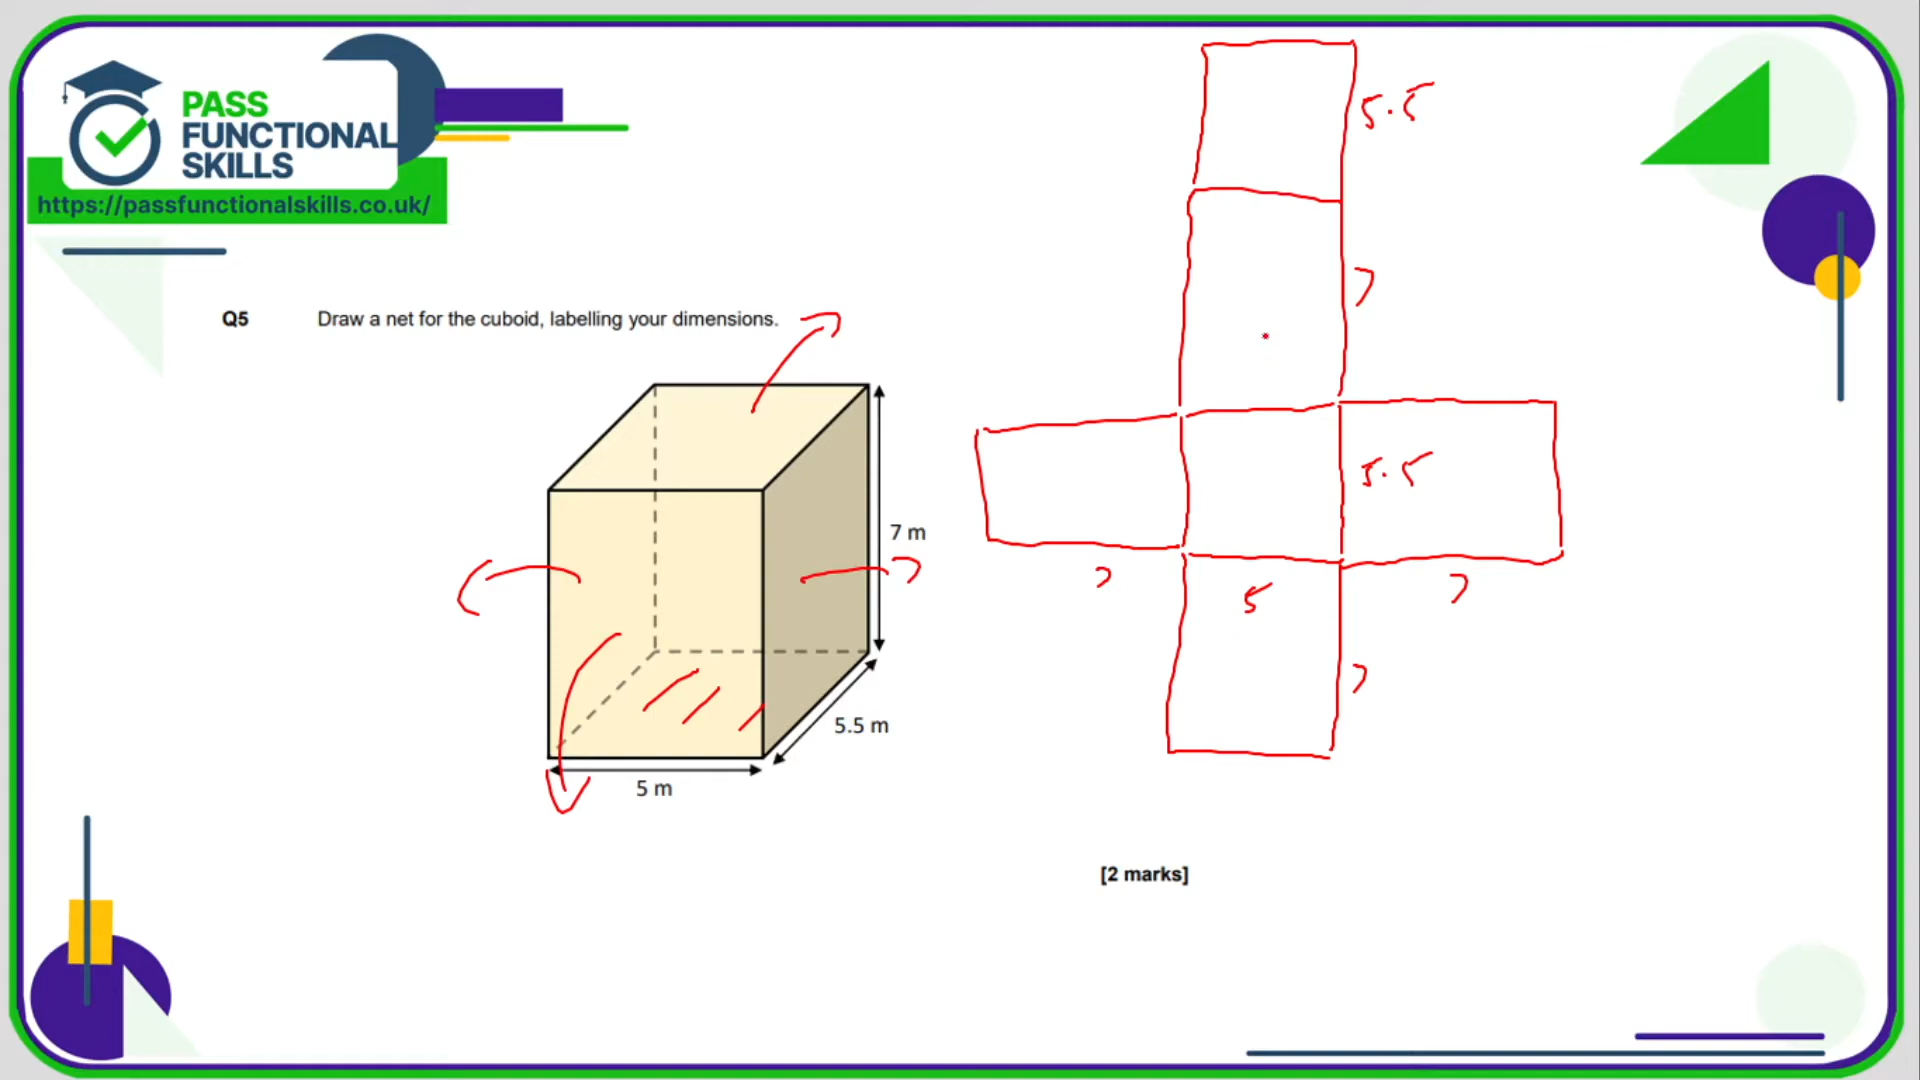 PASS
FUNCTIONAL
SKILLS
https://passfunctionalskills.co.uk/
Q5 Draw a net for the cuboid, labelling your dimensions.
7 m
5.5 m
5 m
5.5
7
5.5
7 5 7
7
[2 marks]